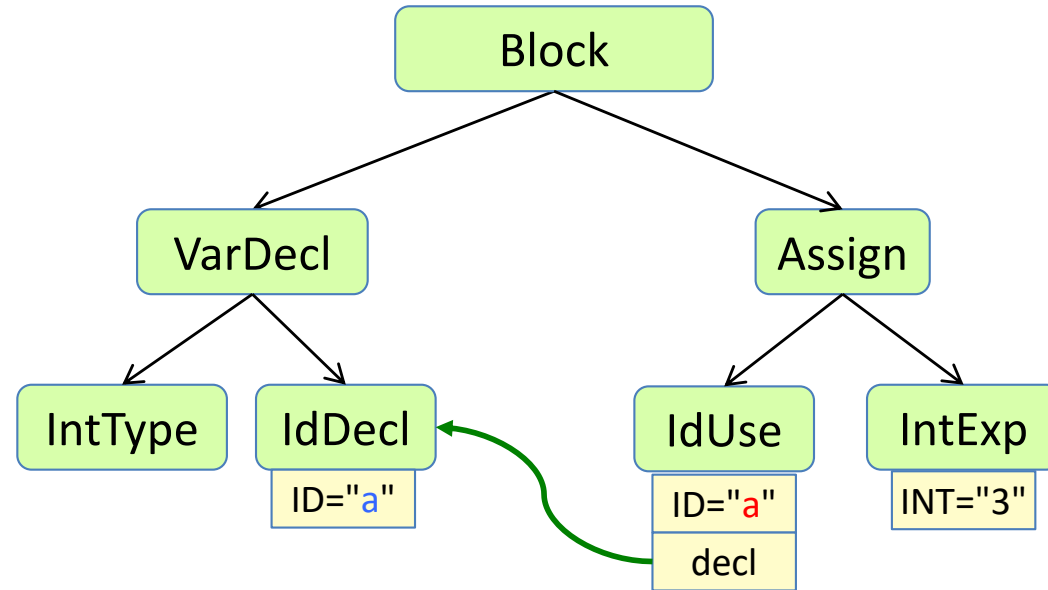 Block
VarDecl
Assign
IntType
IdDecl
IdUse
IntExp
ID="a"
ID="a"
INT="3"
decl